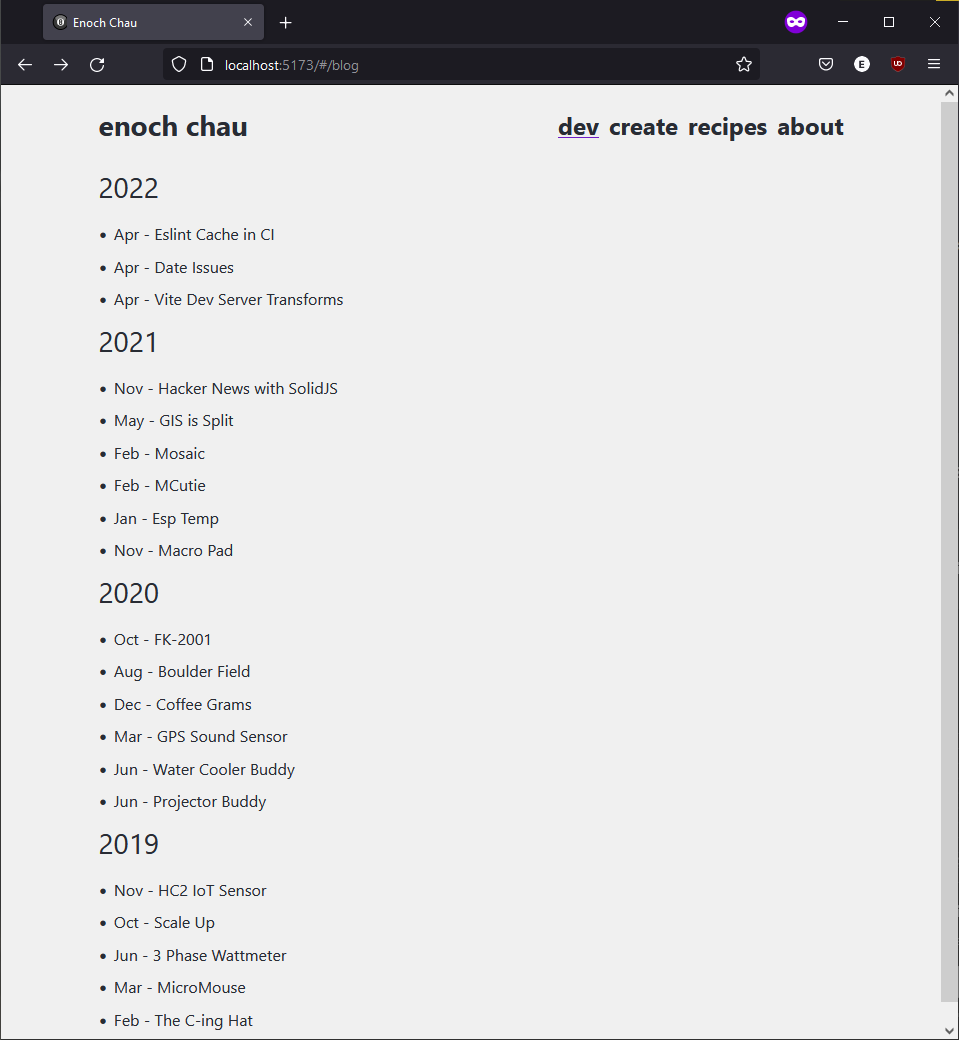 Enoch Chau
localhost:5173/#/blog
E
UD
enoch chau
dev create recipes about
2022
• Apr - Eslint Cache in CI
• Apr - Date Issues
• Apr - Vite Dev Server Transforms
2021
• Nov - Hacker News with SolidJS
• May - GIS is Split
• Feb - Mosaic
• Feb - MCutie
• Jan - Esp Temp
• Nov - Macro Pad
2020
• Oct - FK-2001
• Aug - Boulder Field
• Dec - Coffee Grams
• Mar - GPS Sound Sensor
• Jun - Water Cooler Buddy
• Jun - Projector Buddy
2019
• Nov - HC2 IoT Sensor
• Oct - Scale Up
• Jun - 3 Phase Wattmeter
• Mar - MicroMouse
• Feb - The C-ing Hat